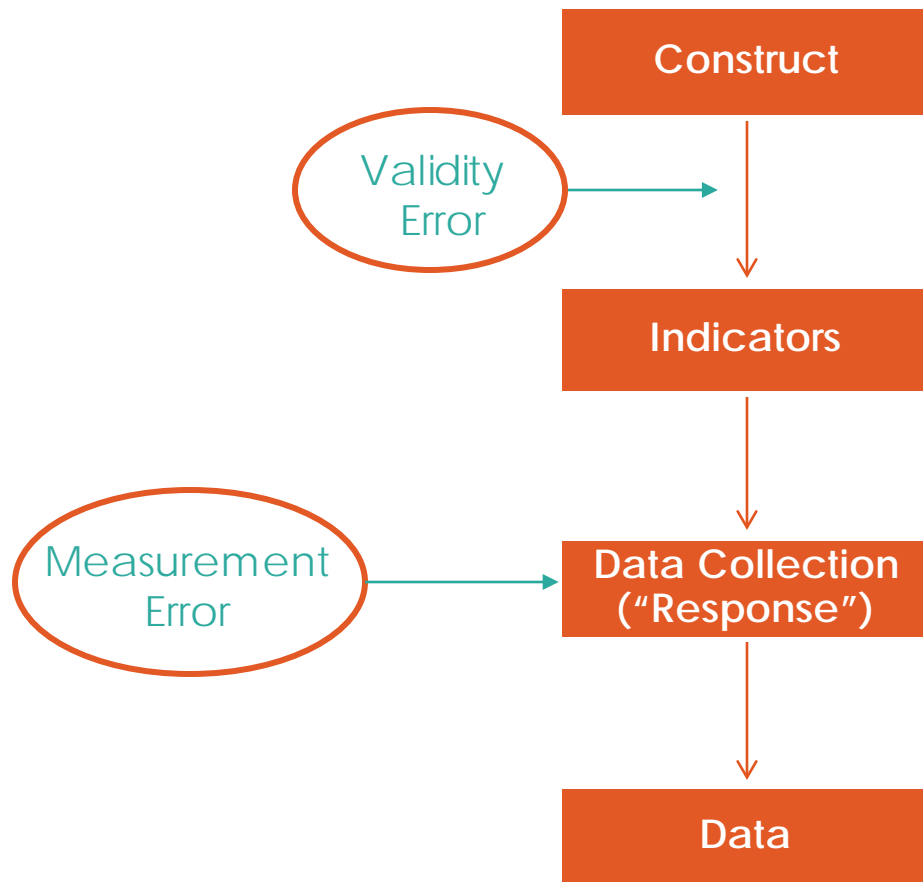 Construct
Validity
Error
Indicators
Measurement
Error
Data Collection
(“Response”)
Data